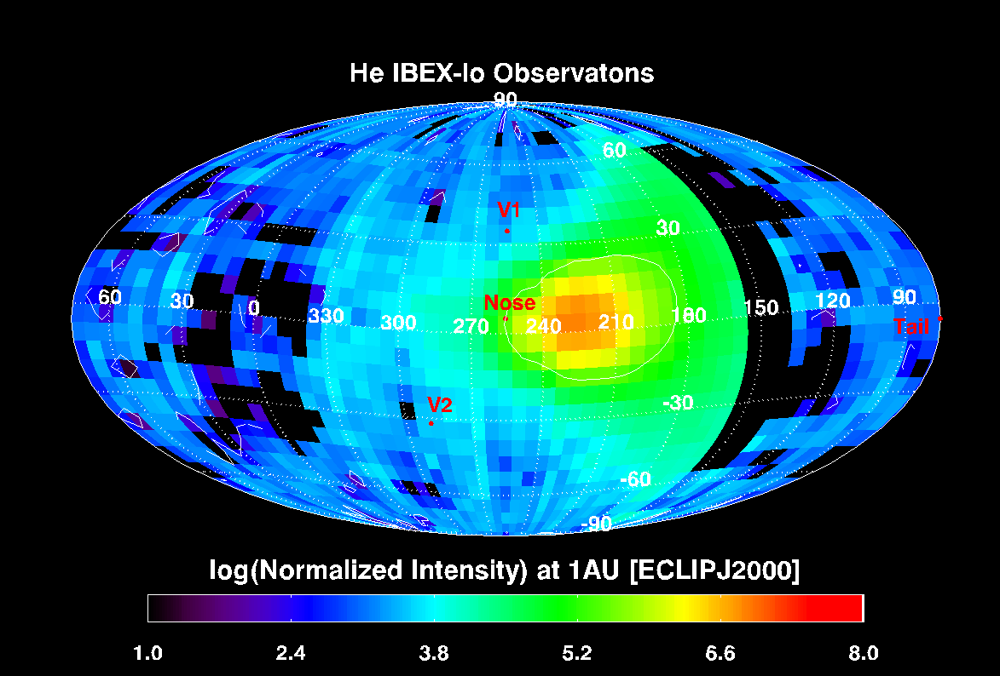 He IBEX-lo Observatons
90
60
V1
30
Nose
60 30 0 330 300 270 240 210 180 150 120 90
Tail
V2
-30
-60
-90
log(Normalized Intensity) at 1AU [ECLIPJ2000]
1.0 2.4 3.8 5.2 6.6 8.0